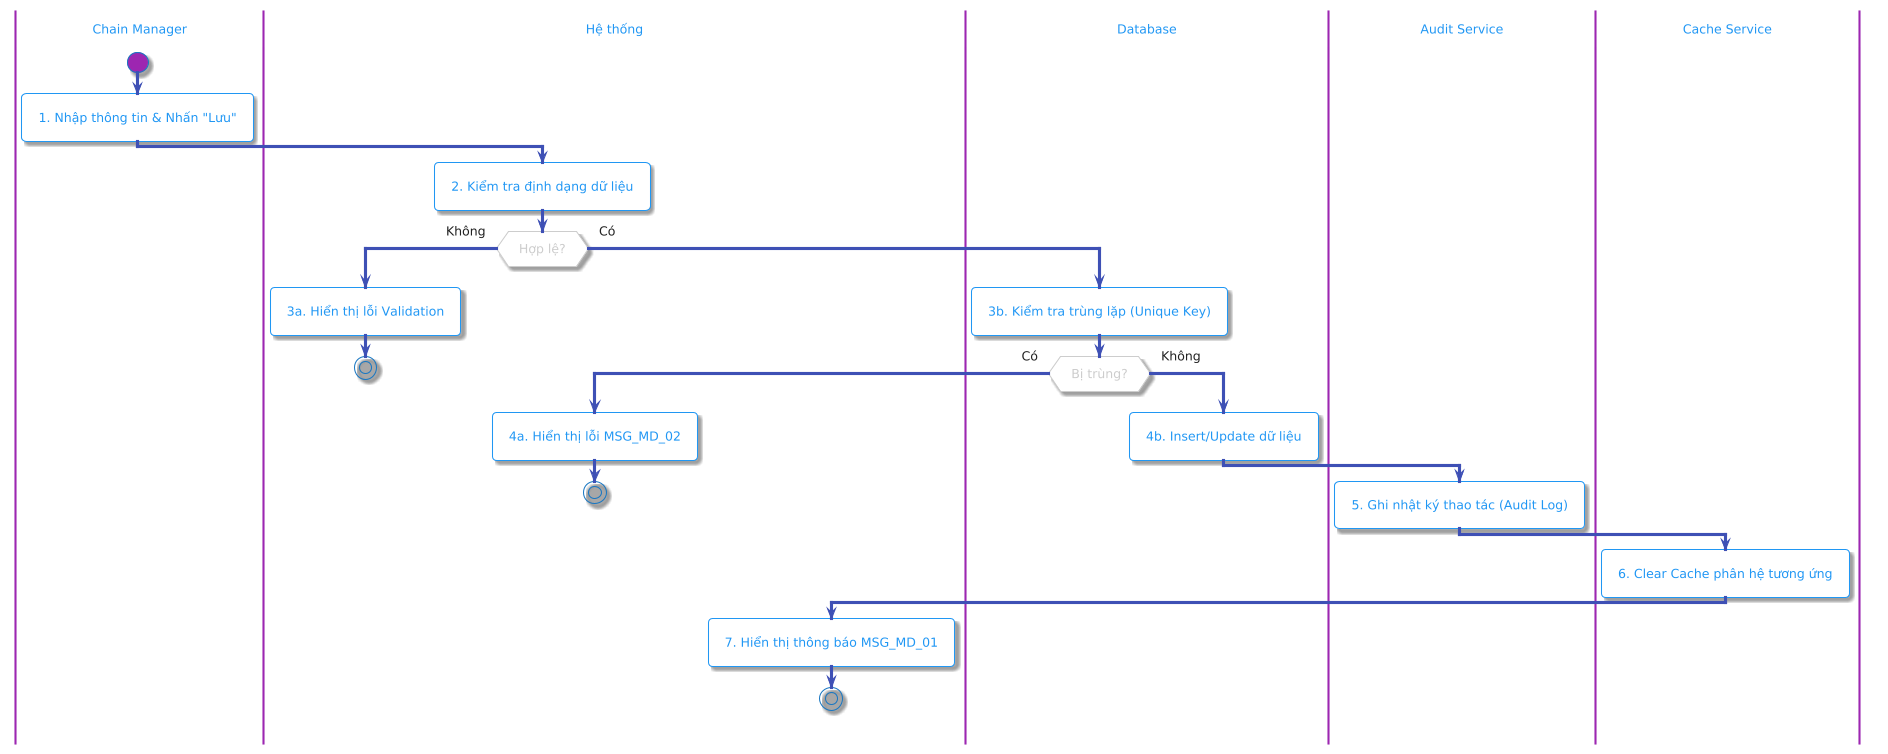 Chain Manager
Hệ thống
Database
Audit Service
Cache Service
1. Nhập thông tin & Nhấn "Lưu"
2. Kiểm tra định dạng dữ liệu
Không
Hợp lệ?
Có
3a. Hiển thị lỗi Validation
3b. Kiểm tra trùng lặp (Unique Key)
Có
Bị trùng?
Không
4a. Hiển thị lỗi MSG_MD_02
4b. Insert/Update dữ liệu
5. Ghi nhật ký thao tác (Audit Log)
6. Clear Cache phân hệ tương ứng
7. Hiển thị thông báo MSG_MD_01